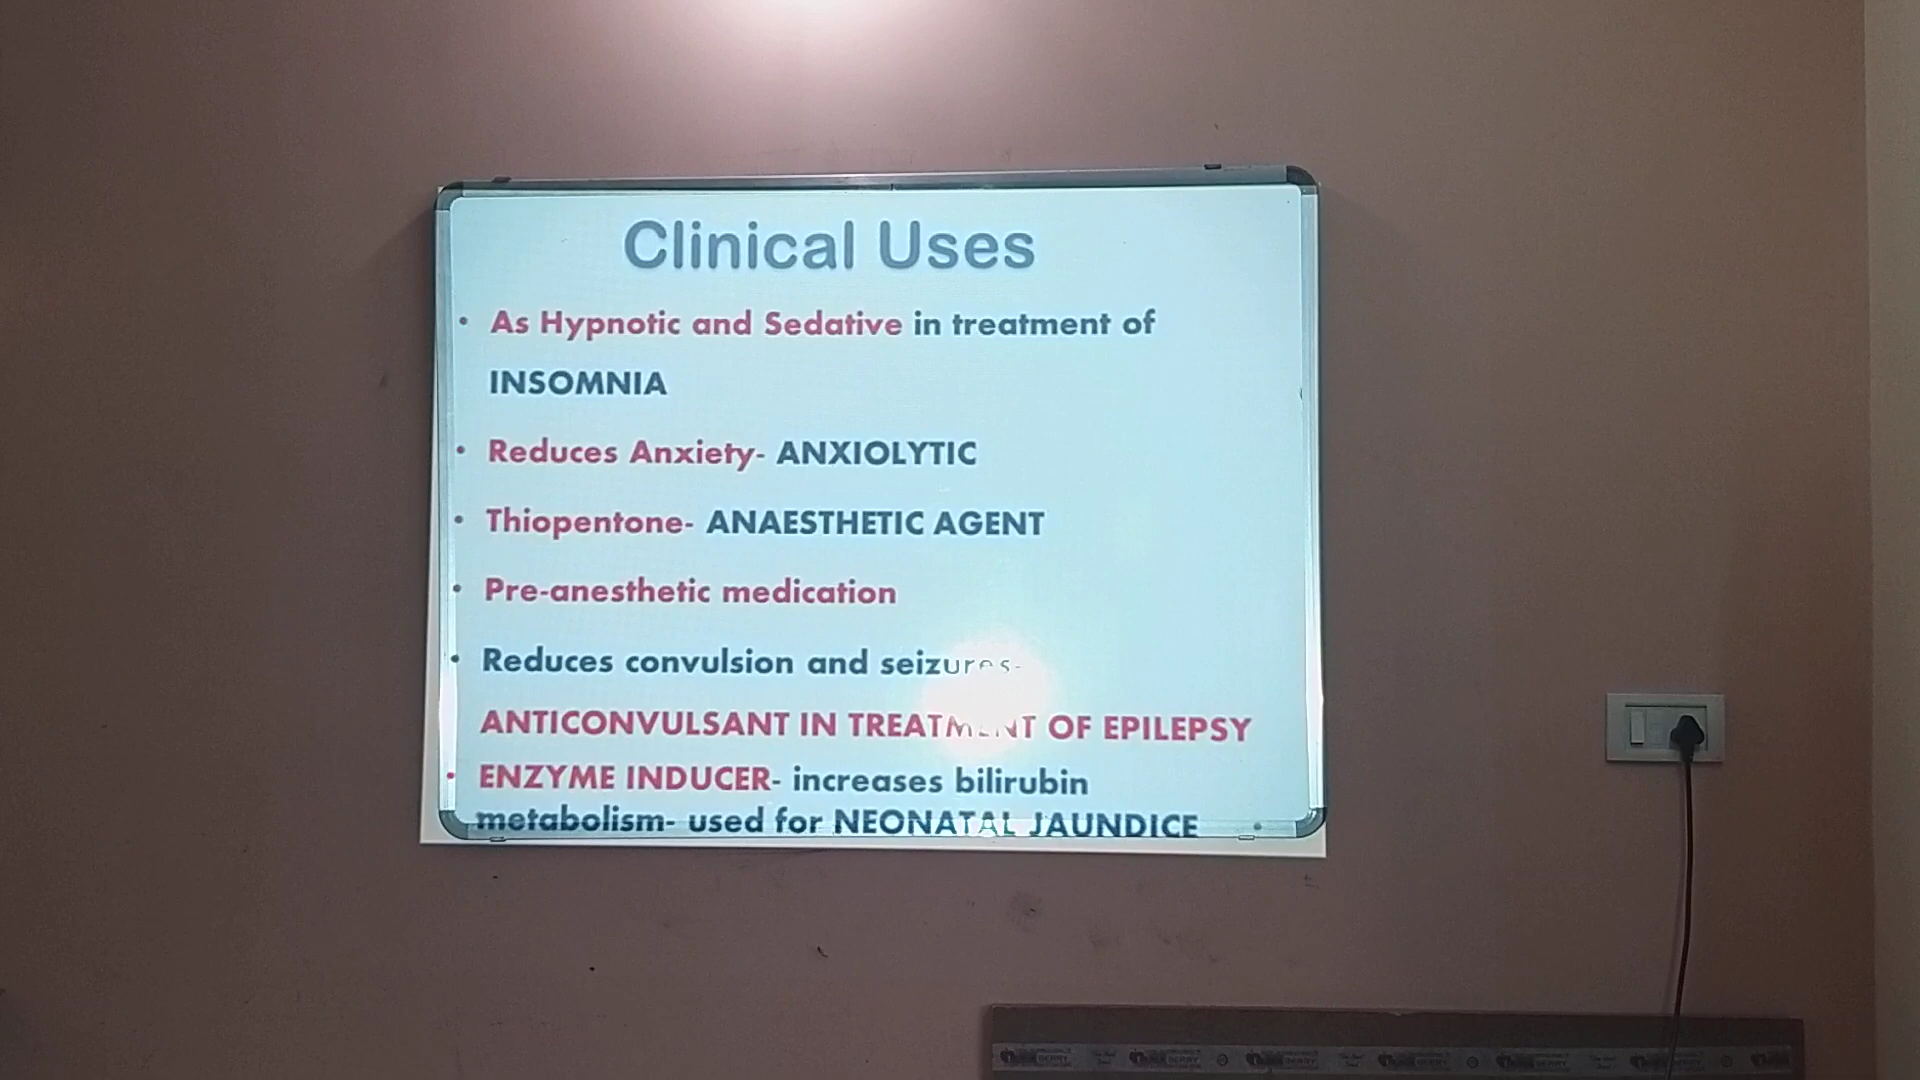 Clinical Uses
• As Hypnotic and Sedative in treatment of
INSOMNIA
• Reduces Anxiety- ANXIOLYTIC
• Thiopentone- ANAESTHETIC AGENT
• Pre-anesthetic medication
• Reduces convulsion and seizures-
ANTICONVULSANT IN TREATMENT OF EPILEPSY
• ENZYME INDUCER- increases bilirubin
metabolism- used for NEONATAL JAUNDICE